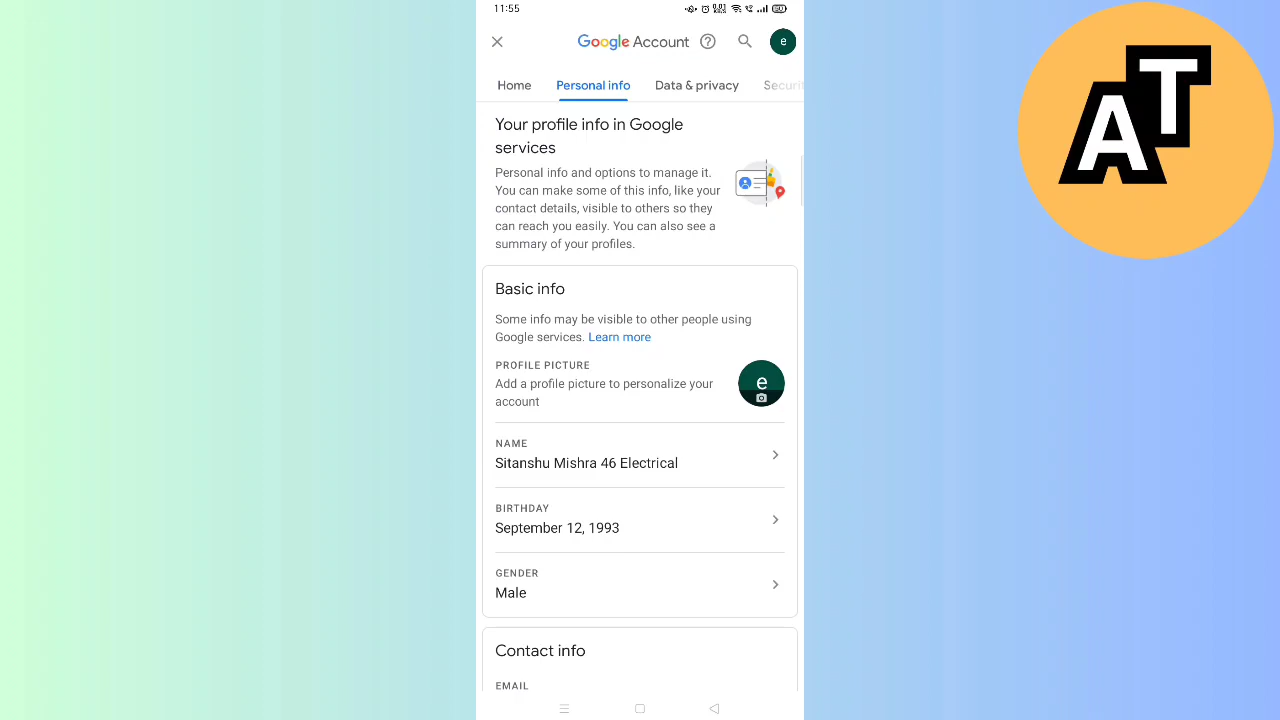 11:55
Google Account
e
Home Personal info Data & privacy Securi
Your profile info in Google
services
Personal info and options to manage it.
You can make some of this info, like your
contact details, visible to others so they
can reach you easily. You can also see a
summary of your profiles.
Basic info
Some info may be visible to other people using
Google services. Learn more
PROFILE PICTURE
Add a profile picture to personalize your
account
e
NAME
Sitanshu Mishra 46 Electrical
BIRTHDAY
September 12, 1993
GENDER
Male
Contact info
EMAIL
AT